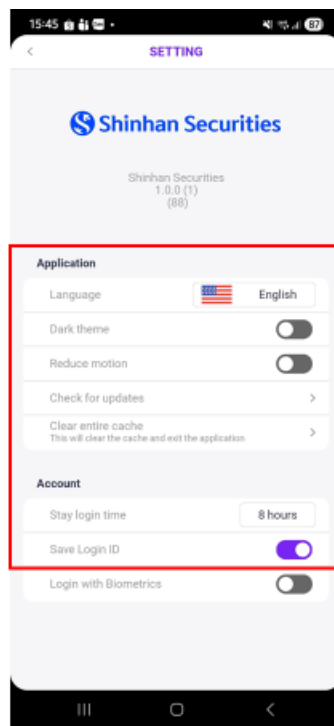 15:45
87
SETTING
Shinhan Securities
Shinhan Securities
1.0.0 (1)
(88)
Application
Language
English
Dark theme
Reduce motion
Check for updates
Clear entire cache
This will clear the cache and exit the application
Account
Stay login time
8 hours
Save Login ID
Login with Biometrics